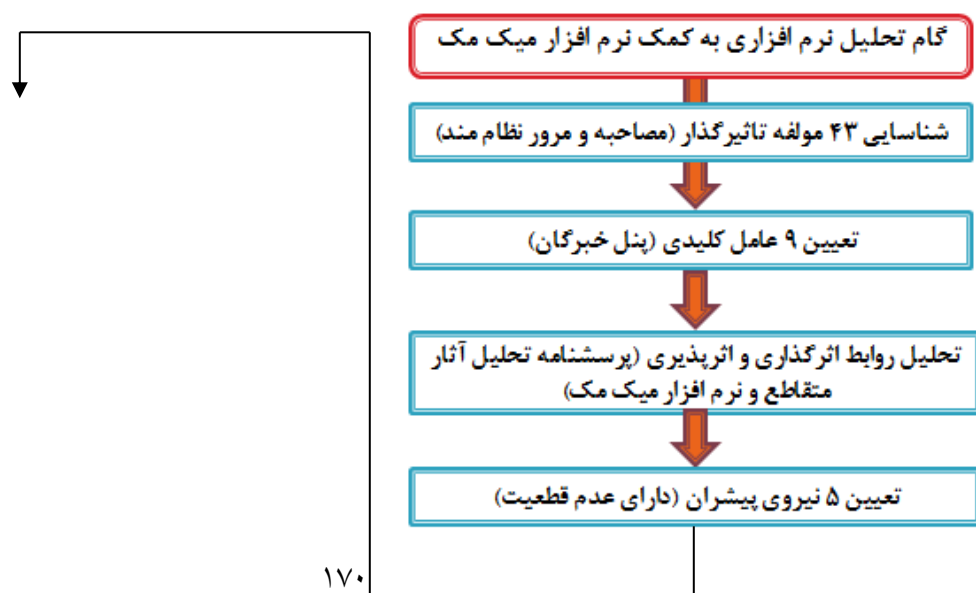 گام تحلیل نرم افزاری به کمک نرم افزار میک مک
شناسایی ۴۳ مولفه تاثیرگذار (مصاحبه و مرور نظام مند)
تعیین ۹ عامل کلیدی (پنل خبرگان)
تحلیل روابط اثرگذاری و اثرپذیری (پرسشنامه تحلیل آثار
متقاطع و نرم افزار میک مک)
تعیین ۵ نیروی پیشران (دارای عدم قطعیت)
۱۷۰